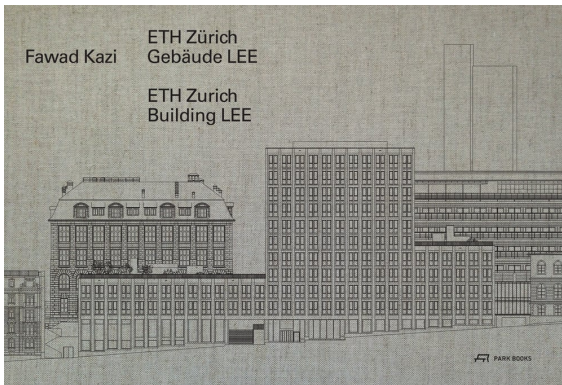 Fawad Kazi
ETH Zürich
Gebäude LEE
ETH Zurich
Building LEE
PARK BOOKS